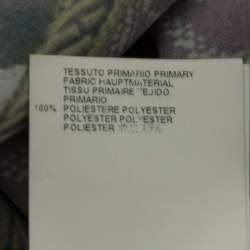 TESSUTO PRIMARIO PRIMARY
FABRIC HAUPTMATERIAL
TISSU PRIMAIRE TEJIDO
PRIMARIO
100% POLIESTERE POLYESTER
POLYESTER POLYESTER
POLIESTER